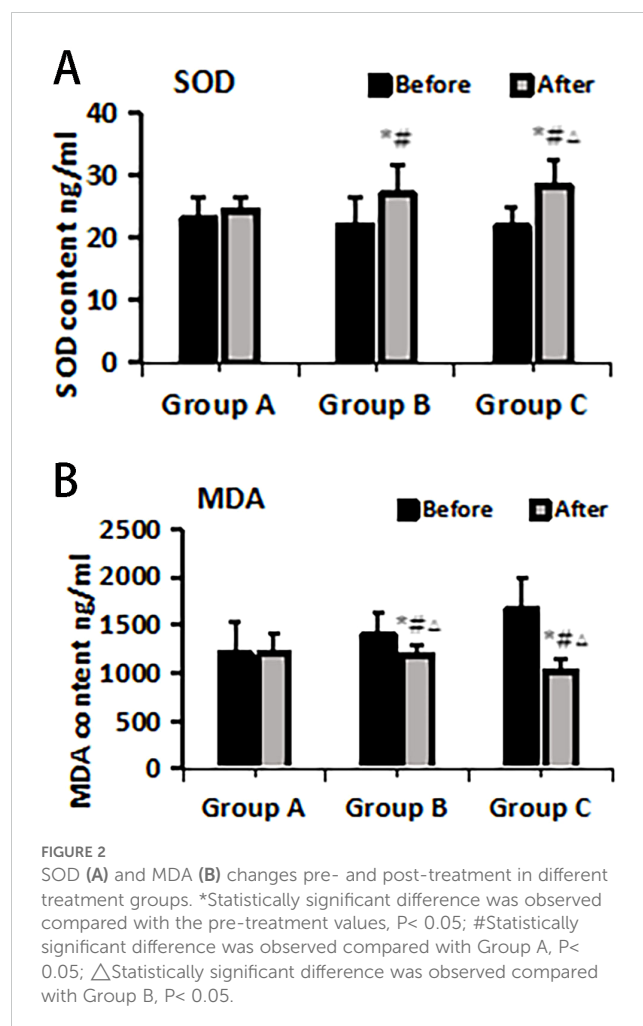 A
SOD
Before
After
*#
*#△
40
30
20
10
0
SOD content ng/ml
Group A
Group B
Group C
B
MDA
Before
After
*#△
*#△
2500
2000
1500
1000
500
0
MDA content ng/ml
Group A
Group B
Group C
FIGURE 2
SOD (A) and MDA (B) changes pre- and post-treatment in different
treatment groups. *Statistically significant difference was observed
compared with the pre-treatment values, P< 0.05; #Statistically
significant difference was observed compared with Group A, P<
0.05; △Statistically significant difference was observed compared
with Group B, P< 0.05.